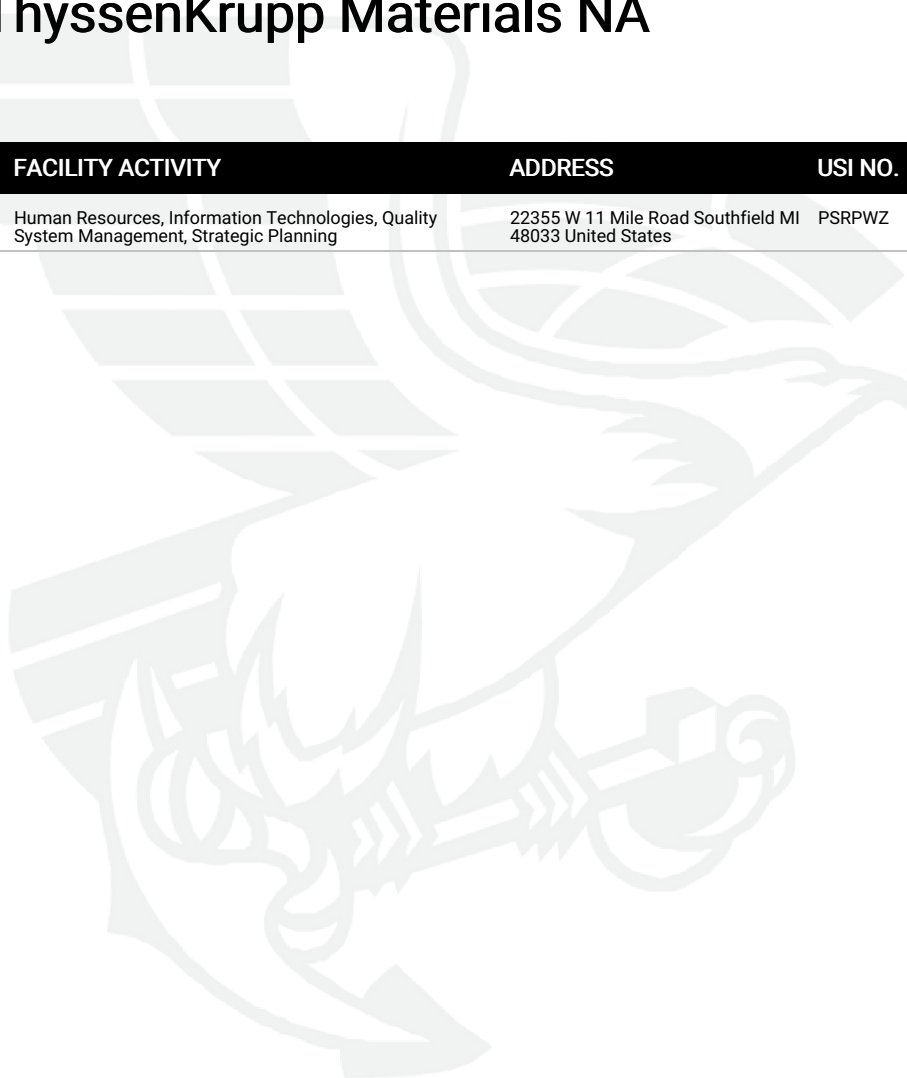 ThyssenKrupp Materials NA
FACILITY ACTIVITY ADDRESS USI NO.
Human Resources, Information Technologies, Quality 22355 W 11 Mile Road Southfield MI PSRPWZ
System Management, Strategic Planning 48033 United States